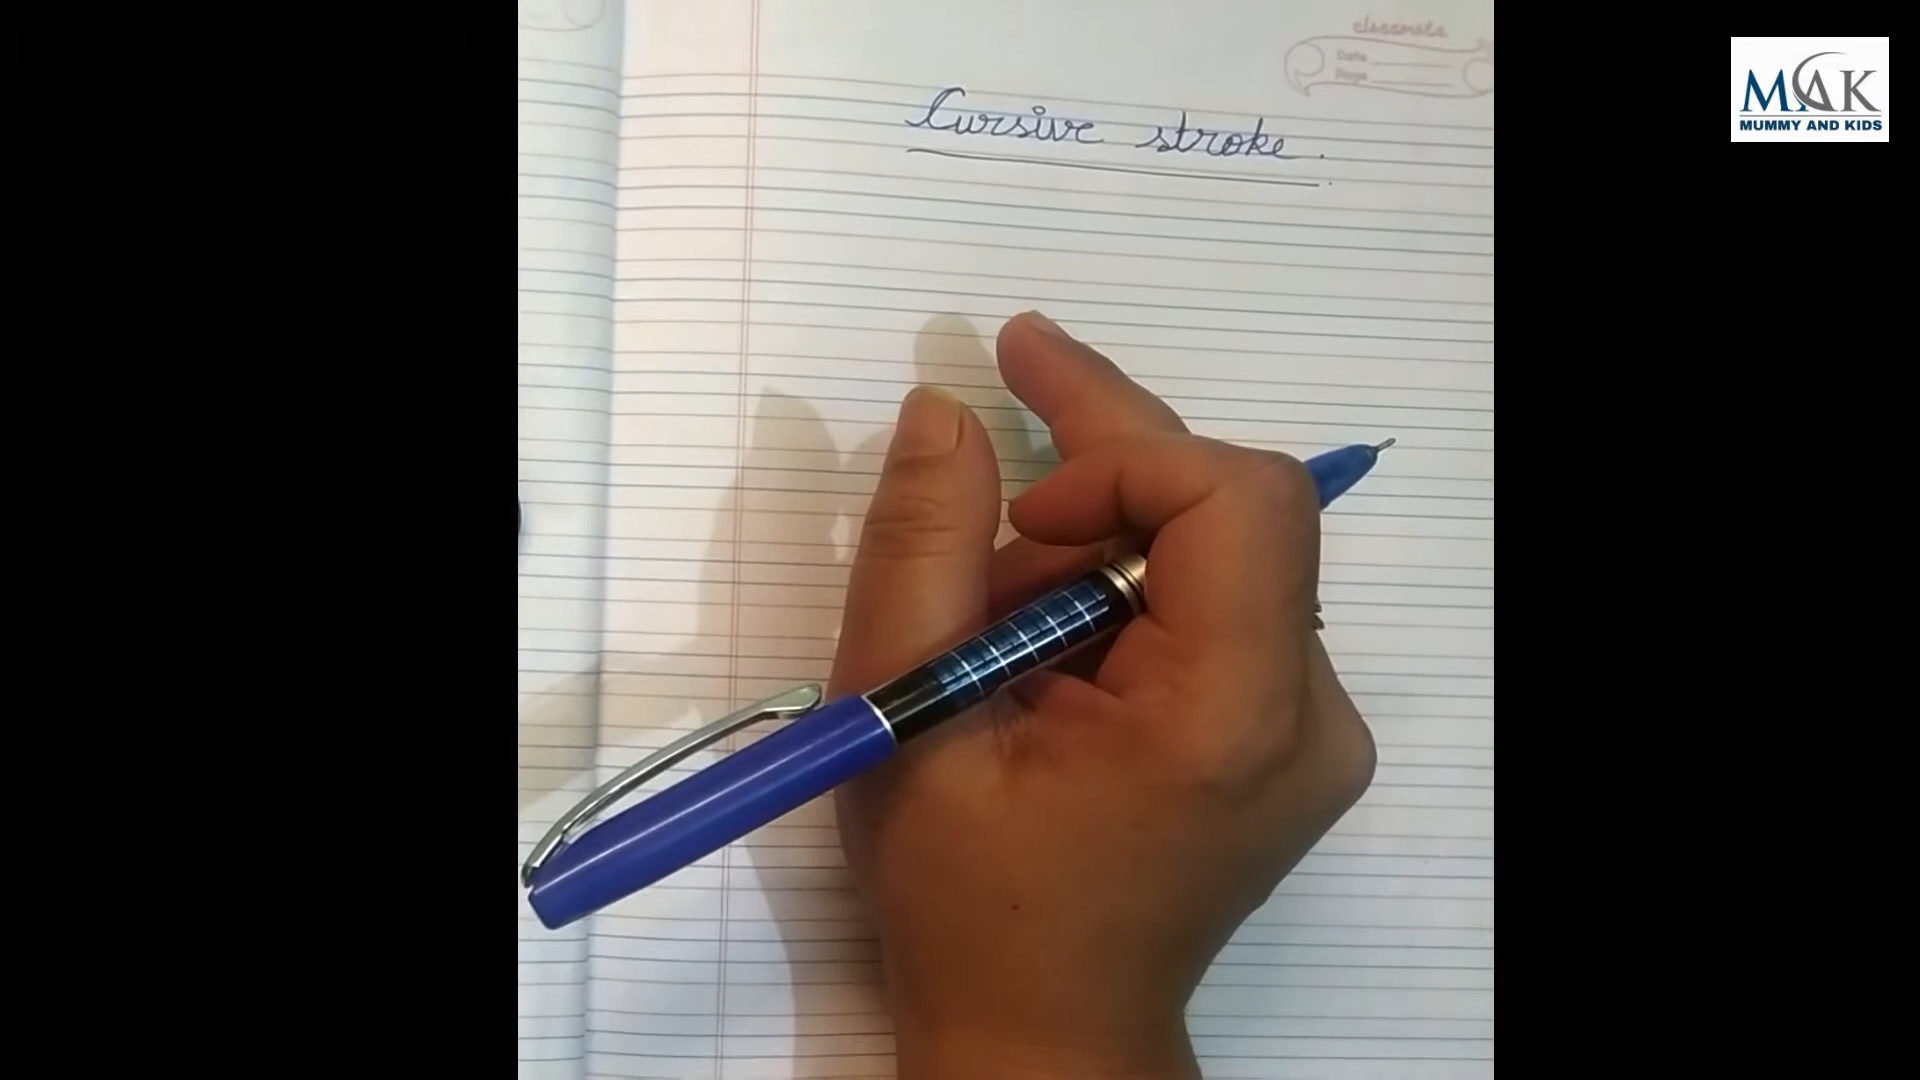 classmate
Date
Page
Cursive stroke.
MAK
MUMMY AND KIDS